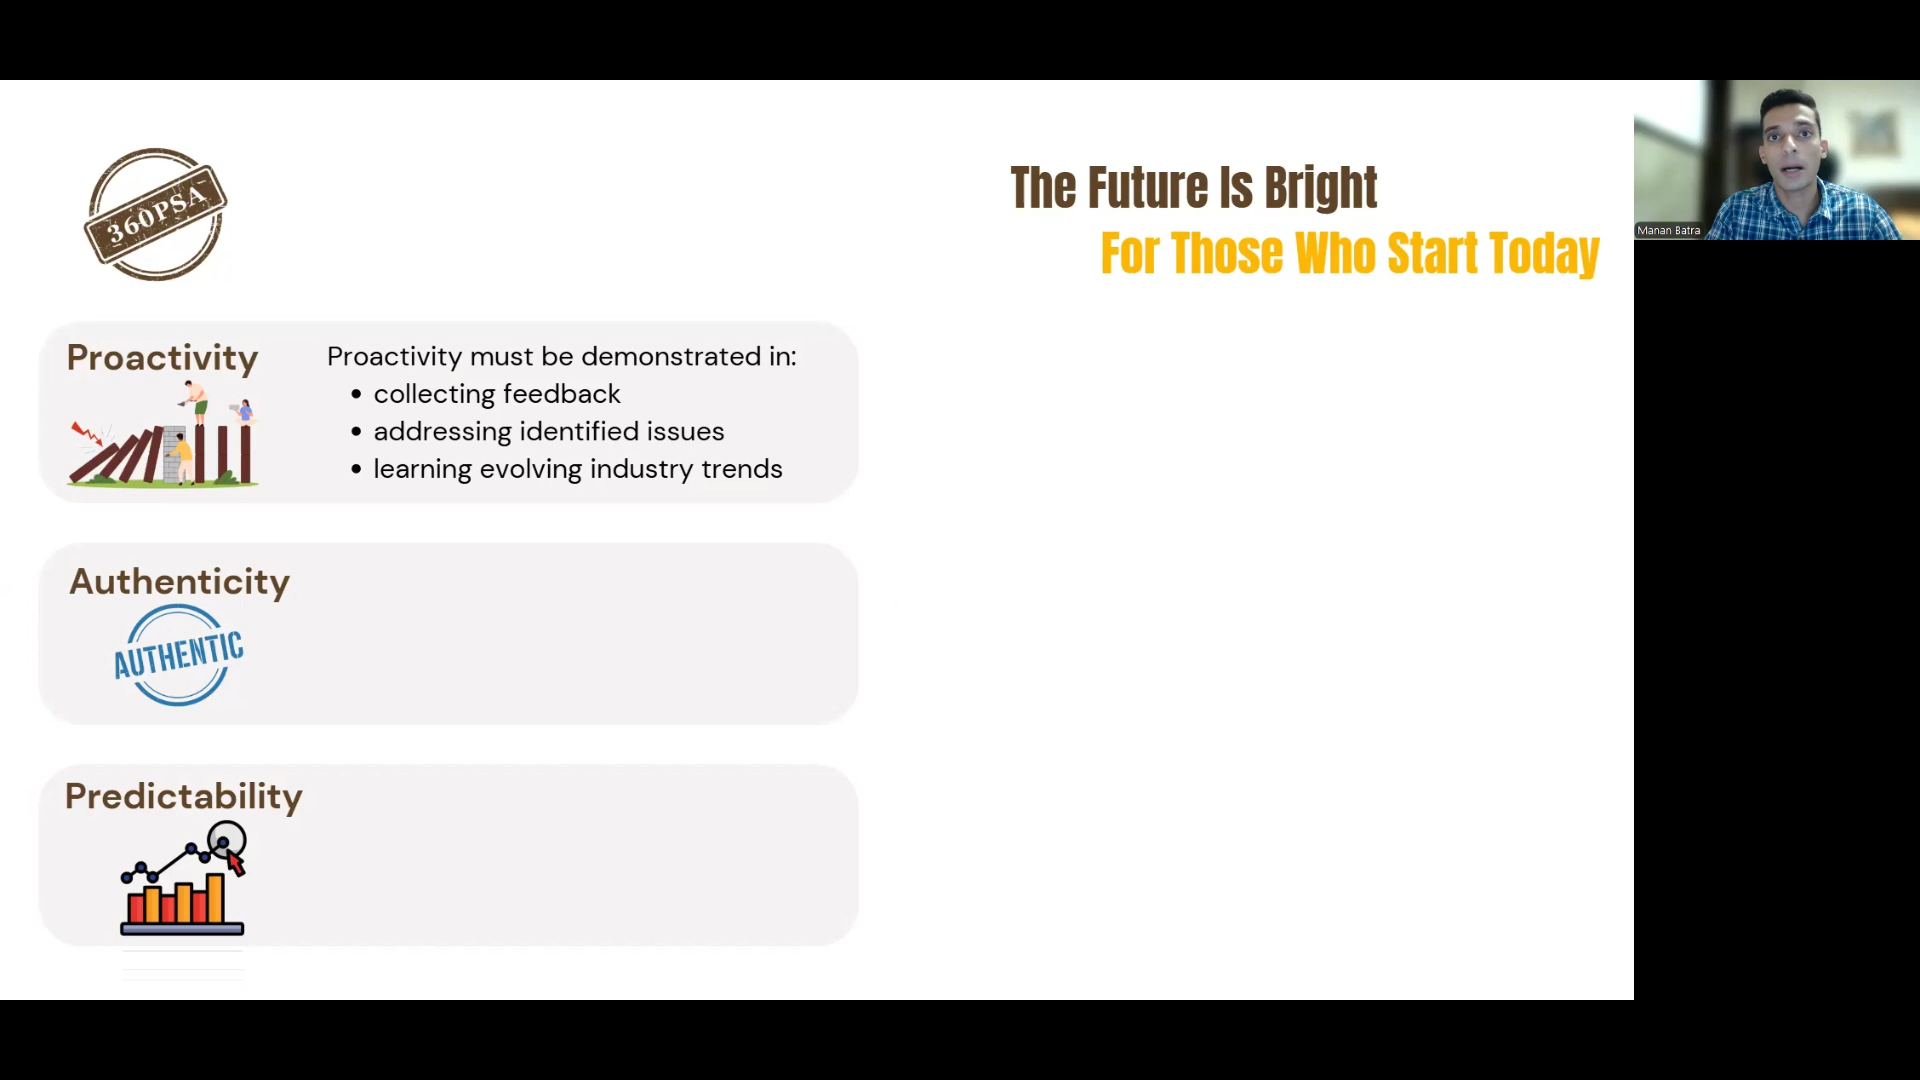 360PSA
The Future Is Bright
For Those Who Start Today
Manan Batra
Proactivity
Proactivity must be demonstrated in:
• collecting feedback
• addressing identified issues
• learning evolving industry trends
Authenticity
AUTHENTIC
Predictability